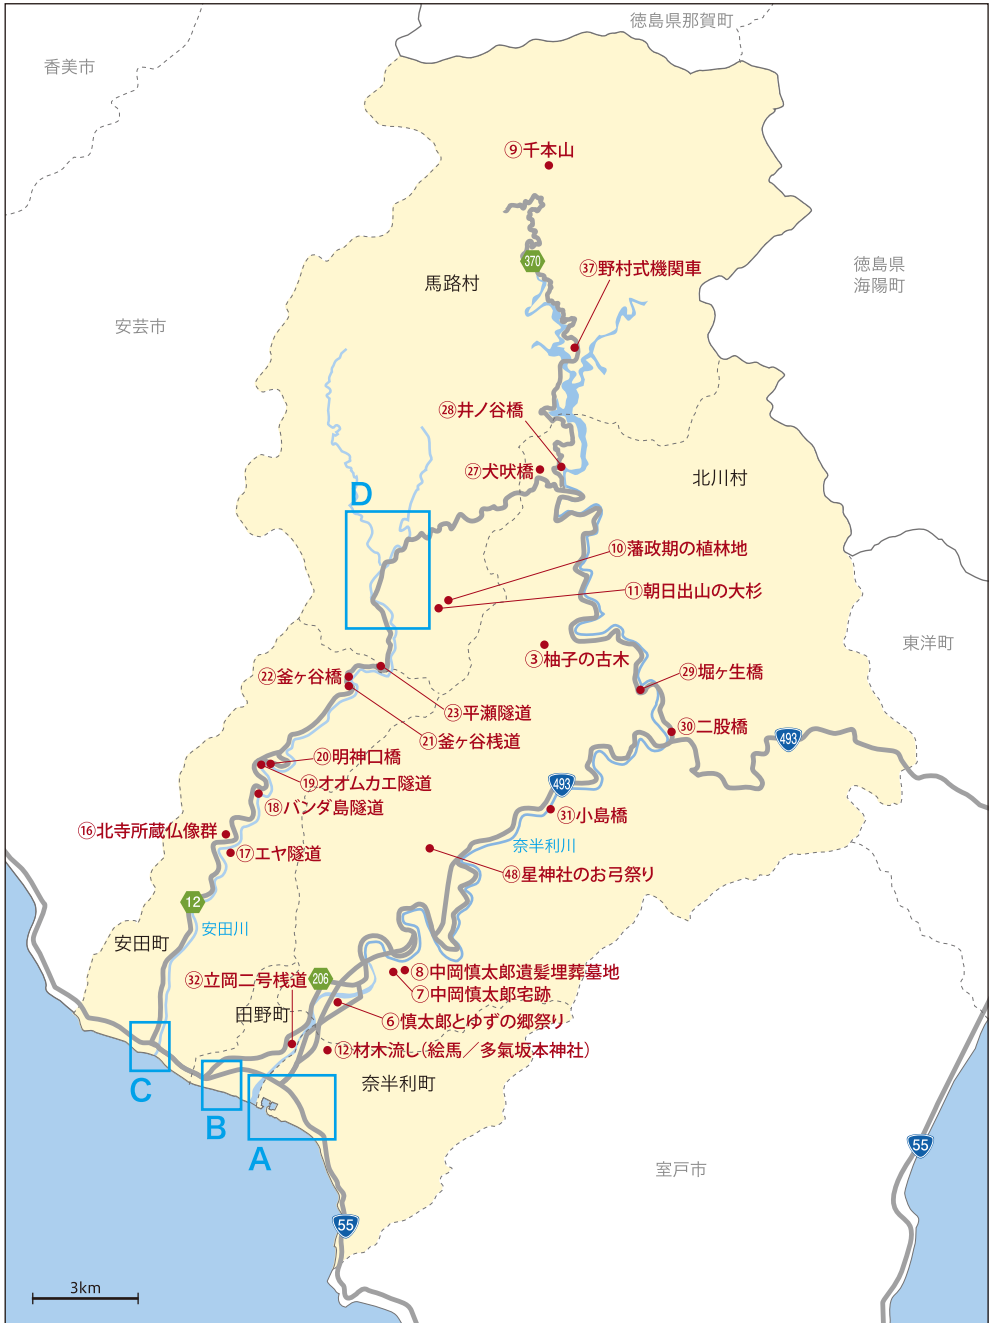 徳島県那賀町
香美市
⑨千本山
370
㊲野村式機関車
徳島県
海陽町
馬路村
安芸市
㉘井ノ谷橋
㉗犬吠橋
北川村
D
⑩藩政期の植林地
⑪朝日出山の大杉
東洋町
③柚子の古木
㉒釜ヶ谷橋
㉙堀ヶ生橋
㉓平瀬隧道
㉚二股橋
㉑釜ヶ谷桟道
493
⑳明神口橋
⑲オオムカエ隧道
493
⑱バンダ島隧道
㉛小島橋
⑯北寺所蔵仏像群
奈半利川
⑰エヤ隧道
㊽星神社のお弓祭り
12
安田川
安田町
⑧中岡慎太郎遺髪埋葬墓地
㉜立岡二号桟道
206
⑦中岡慎太郎宅跡
田野町
⑥慎太郎とゆずの郷祭り
⑫材木流し（絵馬／多氣坂本神社）
奈半利町
C
B
A
55
室戸市
55
3km